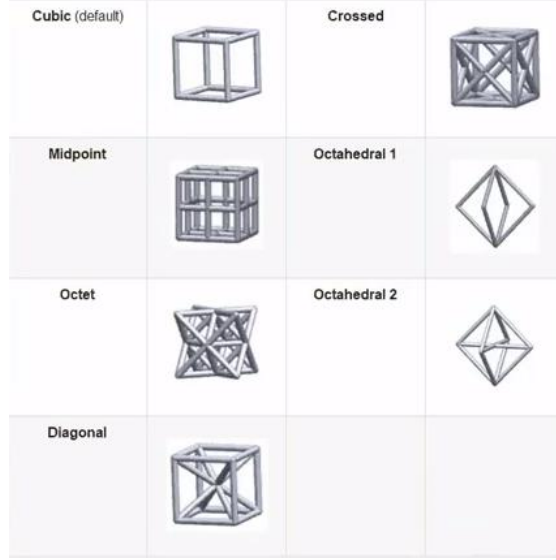 Cubic (default)
Crossed
Midpoint
Octahedral 1
Octet
Octahedral 2
Diagonal